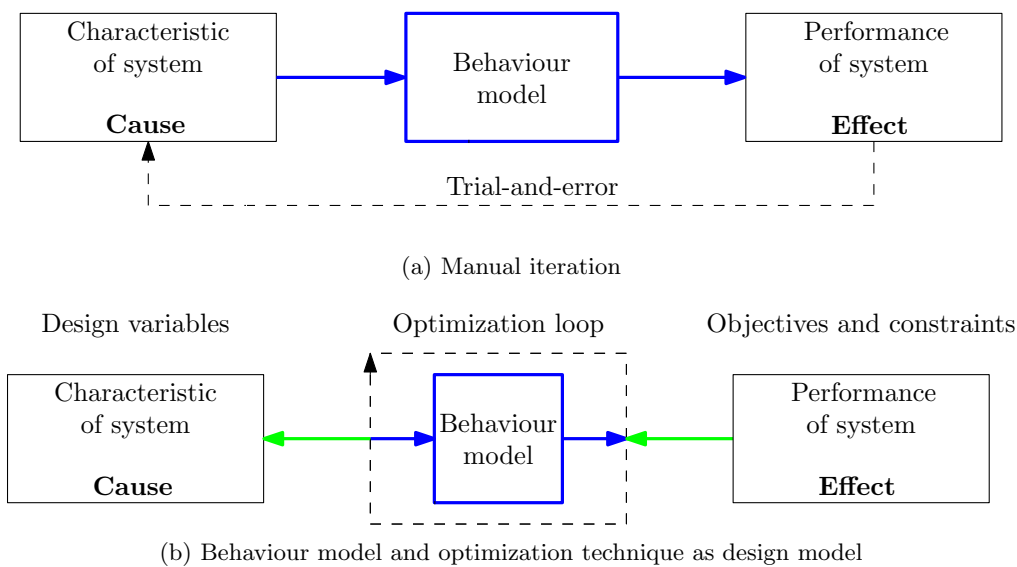 Characteristic
of system
Cause
Behaviour
model
Performance
of system
Effect
Trial-and-error
(a) Manual iteration
Design variables
Optimization loop
Objectives and constraints
Characteristic
of system
Cause
Behaviour
model
Performance
of system
Effect
(b) Behaviour model and optimization technique as design model